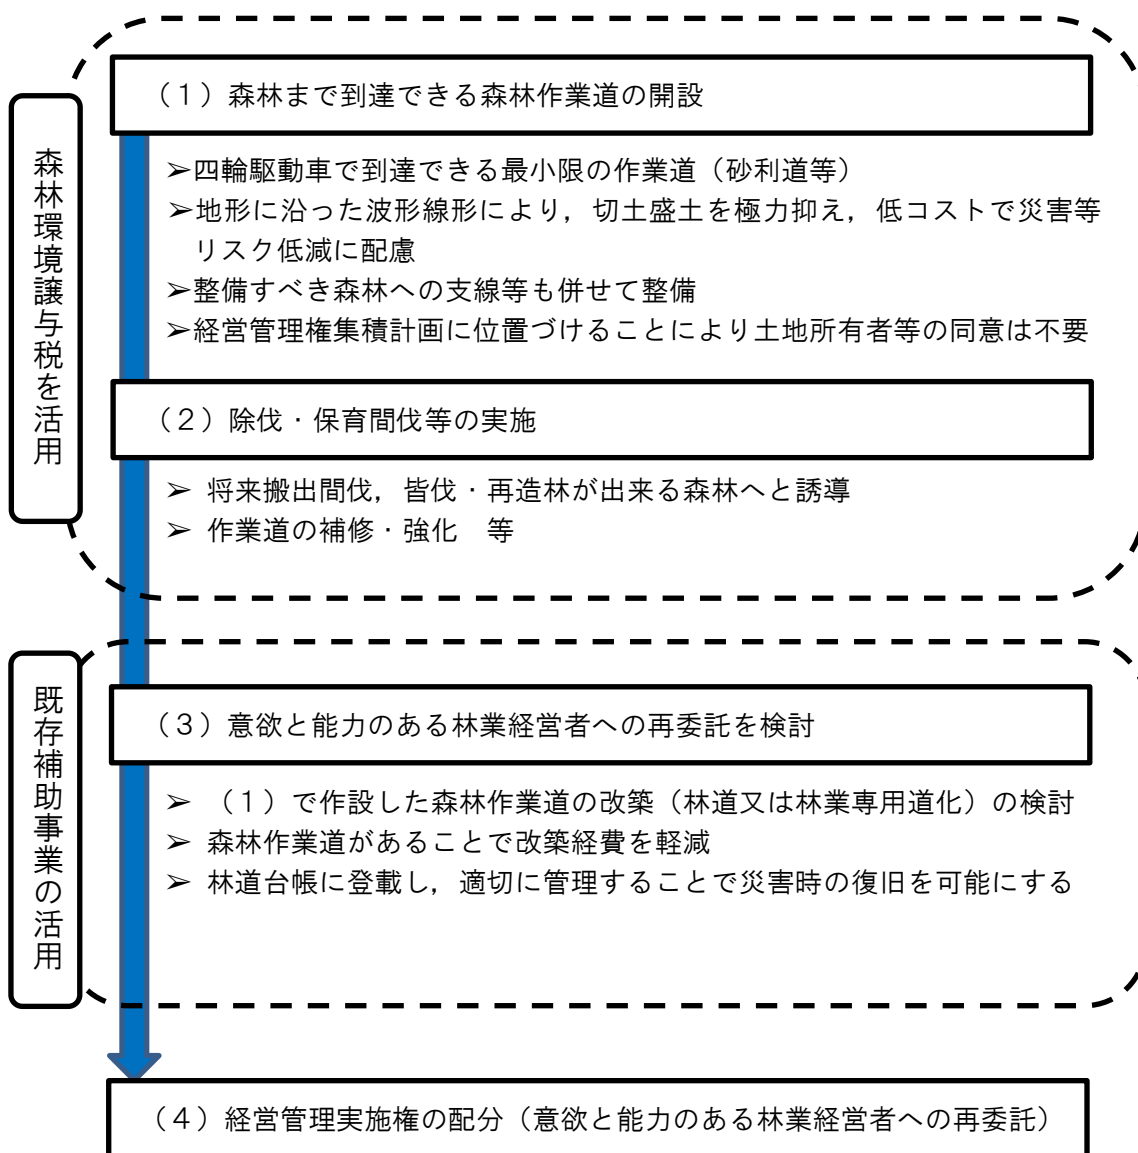 森林環境譲与税を活用
（１）森林まで到達できる森林作業道の開設
➢四輪駆動車で到達できる最小限の作業道（砂利道等）
➢地形に沿った波形線形により，切土盛土を極力抑え，低コストで災害等
リスク低減に配慮
➢整備すべき森林への支線等も併せて整備
➢経営管理権集積計画に位置づけることにより土地所有者等の同意は不要
（２）除伐・保育間伐等の実施
➢ 将来搬出間伐，皆伐・再造林が出来る森林へと誘導
➢ 作業道の補修・強化　等
既存補助事業の活用
（３）意欲と能力のある林業経営者への再委託を検討
➢ （１）で作設した森林作業道の改築（林道又は林業専用道化）の検討
➢ 森林作業道があることで改築経費を軽減
➢ 林道台帳に登載し，適切に管理することで災害時の復旧を可能にする
（４）経営管理実施権の配分（意欲と能力のある林業経営者への再委託）